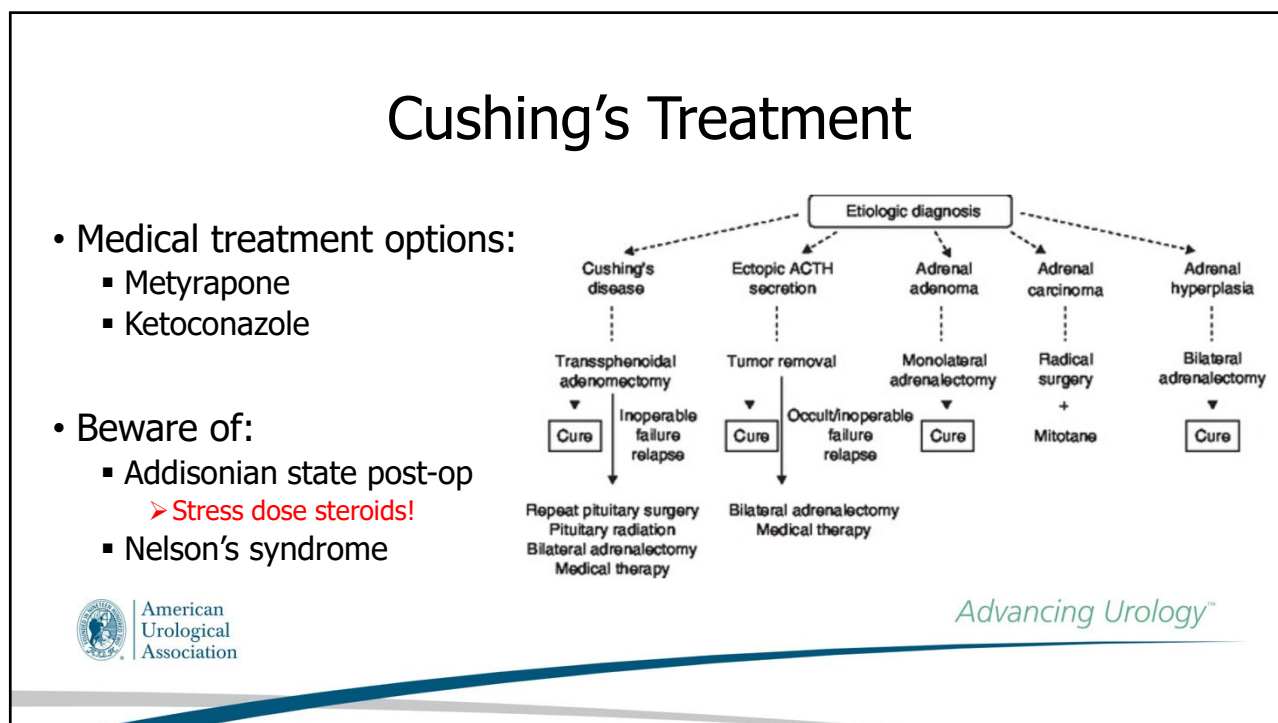 Cushing’s Treatment
• Medical treatment options:
▪ Metyrapone
▪ Ketoconazole
• Beware of:
▪ Addisonian state post-op
➢ Stress dose steroids!
▪ Nelson’s syndrome
Etiologic diagnosis
Cushing's
disease
Ectopic ACTH
secretion
Adrenal
adenoma
Adrenal
carcinoma
Adrenal
hyperplasia
Transsphenoidal
adenomectomy
Tumor removal
Monolateral
adrenalectomy
Radical
surgery
+
Mitotane
Bilateral
adrenalectomy
Cure
Inoperable
failure
relapse
Cure
Occult/inoperable
failure
relapse
Cure
Cure
Repeat pituitary surgery
Pituitary radiation
Bilateral adrenalectomy
Medical therapy
Bilateral adrenalectomy
Medical therapy
American
Urological
Association
Advancing Urology™